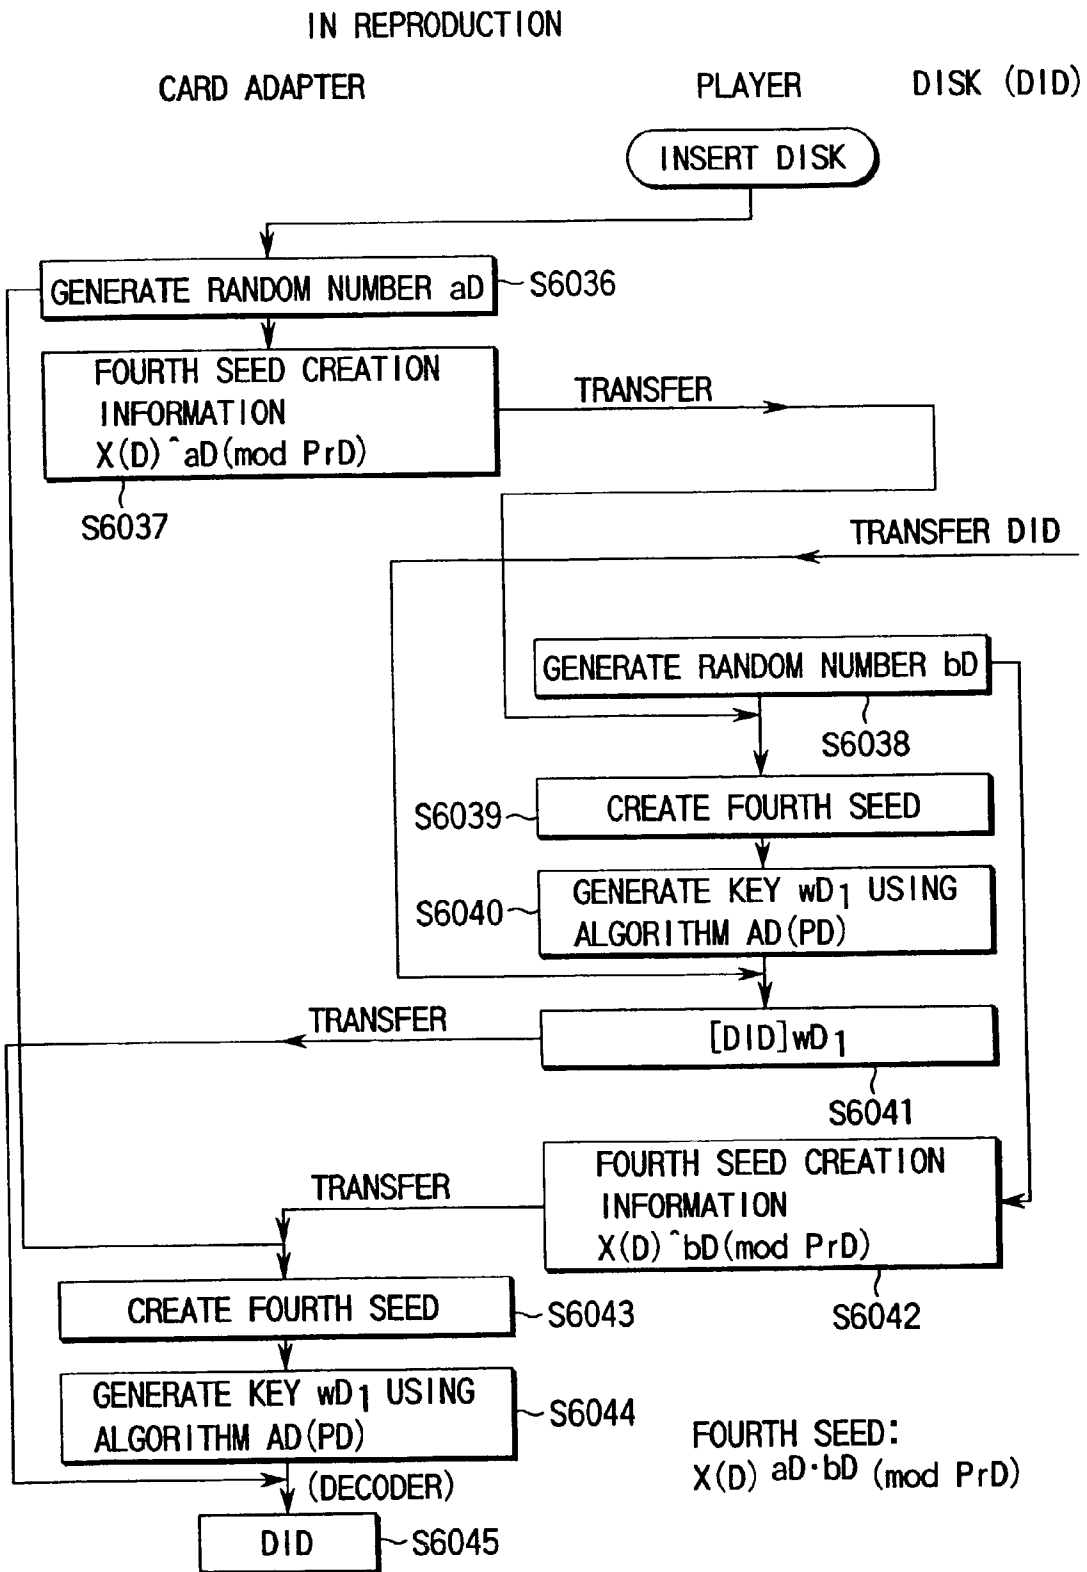 IN REPRODUCTION
CARD ADAPTER
PLAYER
DISK (DID)
INSERT DISK
GENERATE RANDOM NUMBER aD
S6036
FOURTH SEED CREATION
INFORMATION
X(D)^aD(mod PrD)
S6037
TRANSFER
TRANSFER DID
GENERATE RANDOM NUMBER bD
S6038
S6039
CREATE FOURTH SEED
S6040
GENERATE KEY wD1 USING
ALGORITHM AD(PD)
TRANSFER
[DID]wD1
S6041
TRANSFER
FOURTH SEED CREATION
INFORMATION
X(D)^bD(mod PrD)
S6042
CREATE FOURTH SEED
S6043
GENERATE KEY wD1 USING
ALGORITHM AD(PD)
S6044
FOURTH SEED:
X(D) aD·bD (mod PrD)
(DECODER)
DID
S6045